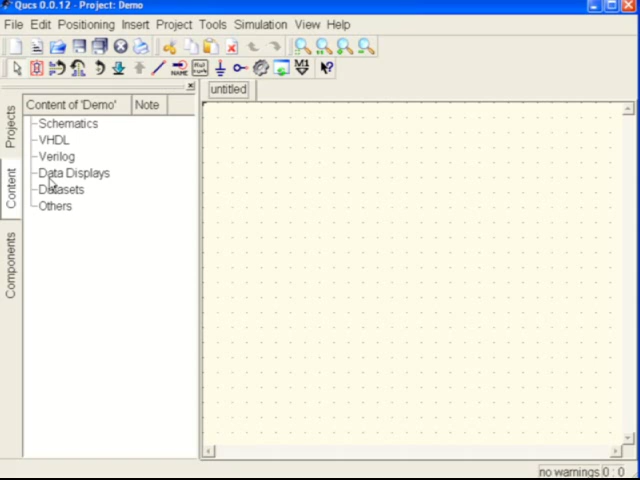 Qucs 0.0.12 - Project: Demo
File Edit Positioning Insert Project Tools Simulation View Help
NAME
untitled
Content of 'Demo' Note
Projects
Content
Components
Schematics
VHDL
Verilog
Data Displays
Datasets
Others
no warnings 0 : 0